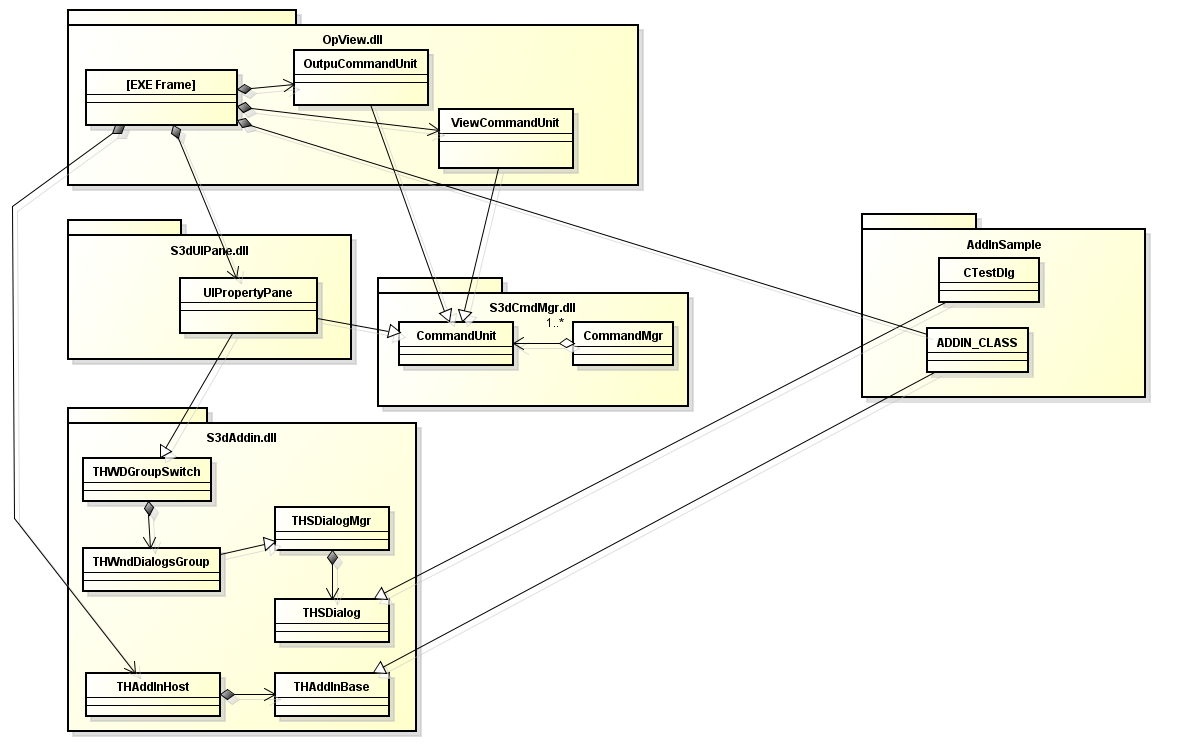 OpView.dll
OutpuCommandUnit
[EXE Frame]
ViewCommandUnit
S3dUIPane.dll
UIPropertyPane
S3dCmdMgr.dll
1..*
CommandUnit
CommandMgr
AddInSample
CTestDlg
ADDIN_CLASS
S3dAddin.dll
THWDGroupSwitch
THSDialogMgr
THWndDialogsGroup
THSDialog
THAddInHost
THAddInBase